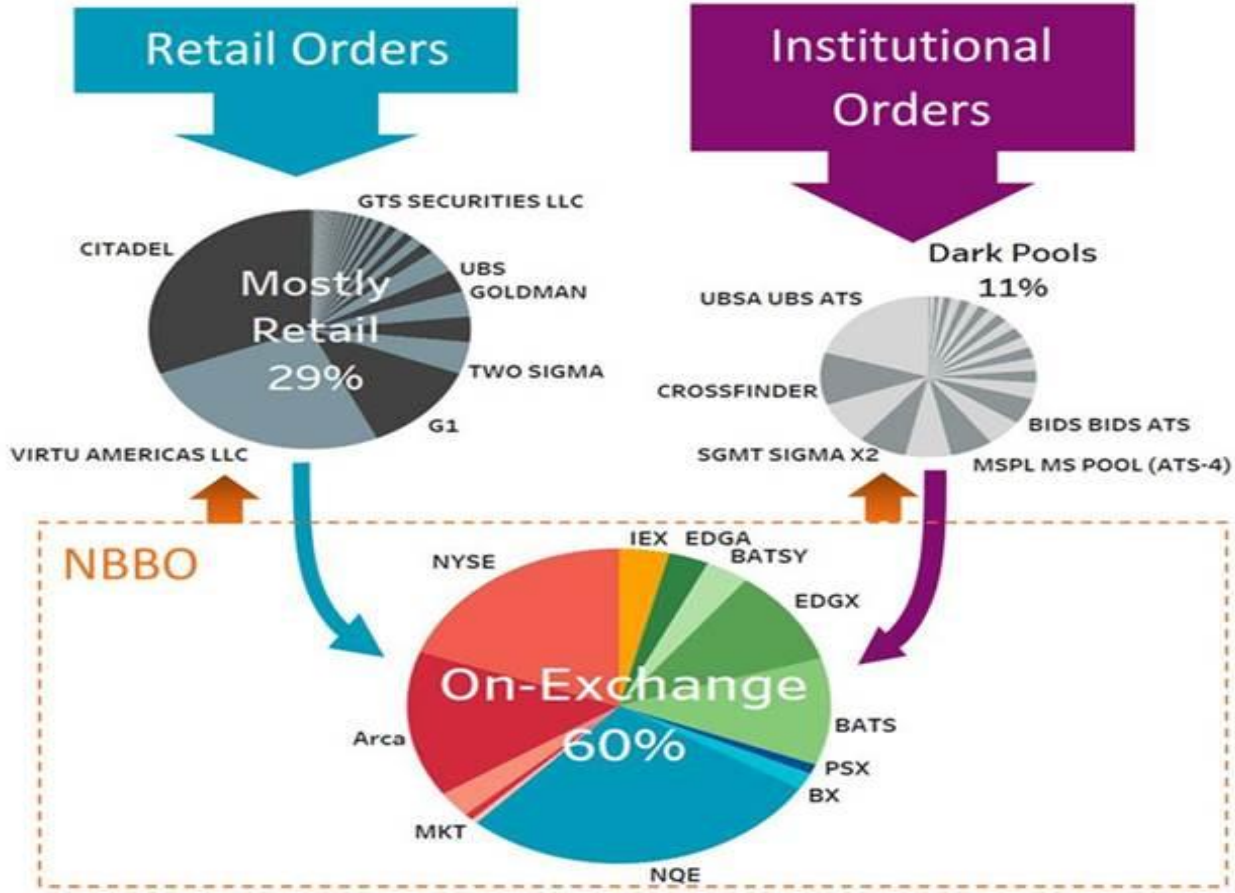 Retail Orders
Institutional
Orders
GTS SECURITIES LLC
CITADEL
UBS
GOLDMAN
Mostly
Retail
29%
TWO SIGMA
G1
VIRTU AMERICAS LLC
Dark Pools
11%
UBSA UBS ATS
CROSSFINDER
BIDS BIDS ATS
SGMT SIGMA X2
MSPL MS POOL (ATS-4)
NBBO
IEX
EDGA
BATSY
NYSE
EDGX
On-Exchange
60%
Arca
BATS
PSX
BX
MKT
NQE